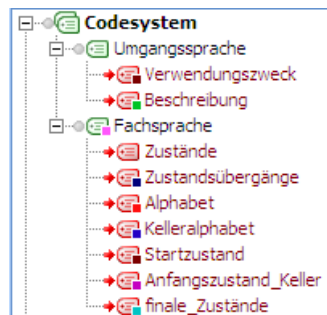 Codesystem
Umgangssprache
Verwendungszweck
Beschreibung
Fachsprache
Zustände
Zustandsübergänge
Alphabet
Kelleralphabet
Startzustand
Anfangszustand_Keller
finale_Zustände